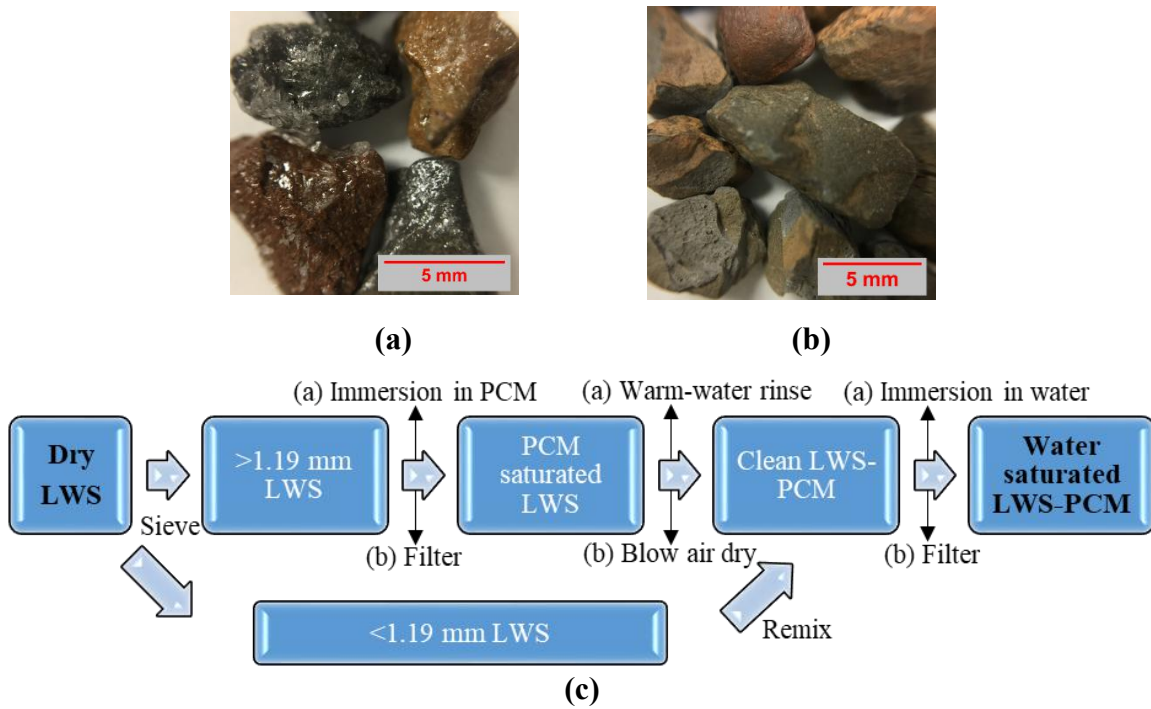 5 mm
5 mm
(a)
(b)
(a) Immersion in PCM
(a) Warm-water rinse
(a) Immersion in water
Dry
LWS
>1.19 mm
LWS
PCM
saturated
LWS
Clean LWS-
PCM
Water
saturated
LWS-PCM
Sieve
(b) Filter
(b) Blow air dry
(b) Filter
<1.19 mm LWS
Remix
(c)